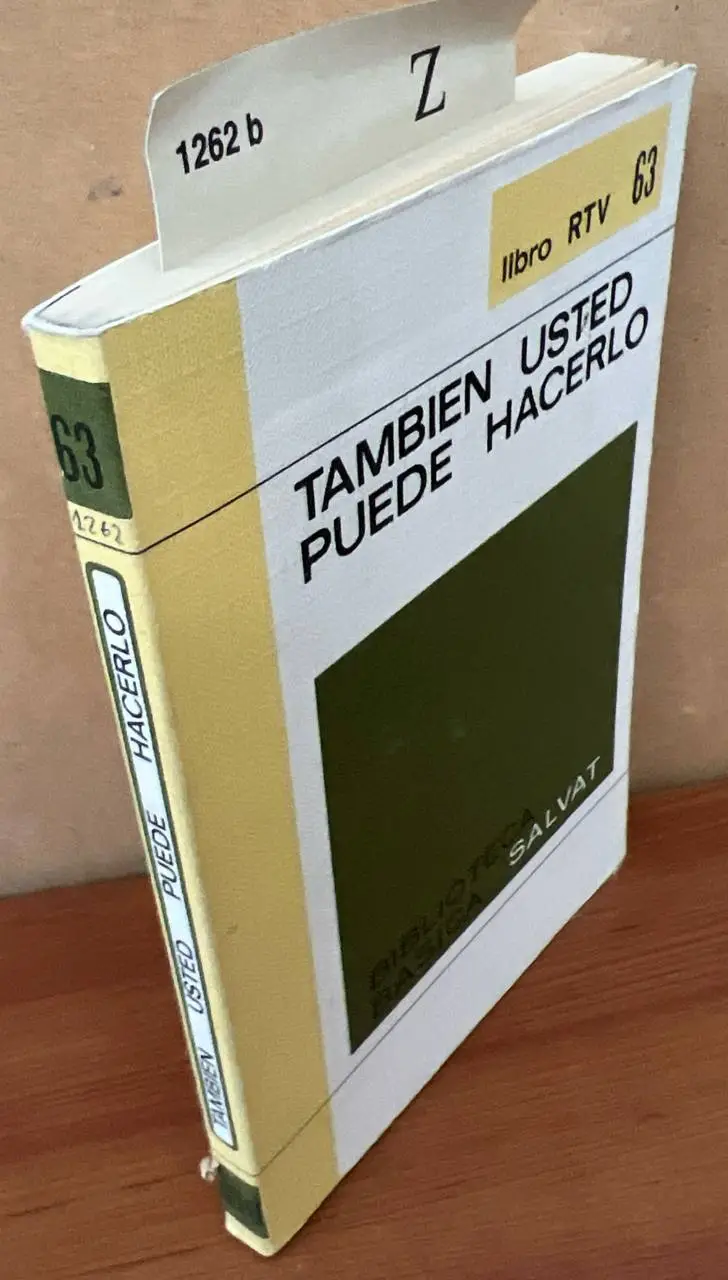 1262 b
Z
libro RTV 63
TAMBIEN USTED
PUEDE HACERLO
BIBLIOTECA
BASICA SALVAT
63
1262
TAMBIEN USTED PUEDE HACERLO